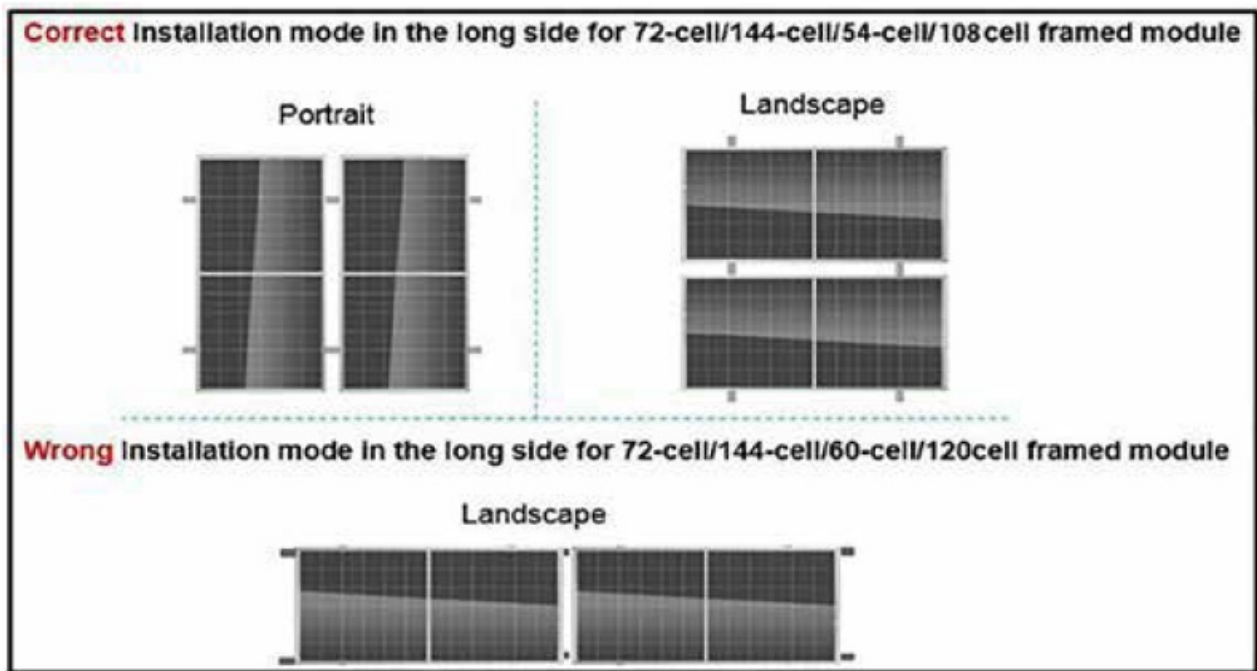 Correct Installation mode in the long side for 72-cell/144-cell/54-cell/108cell framed module
Portrait
Landscape
Wrong Installation mode in the long side for 72-cell/144-cell/60-cell/120cell framed module
Landscape